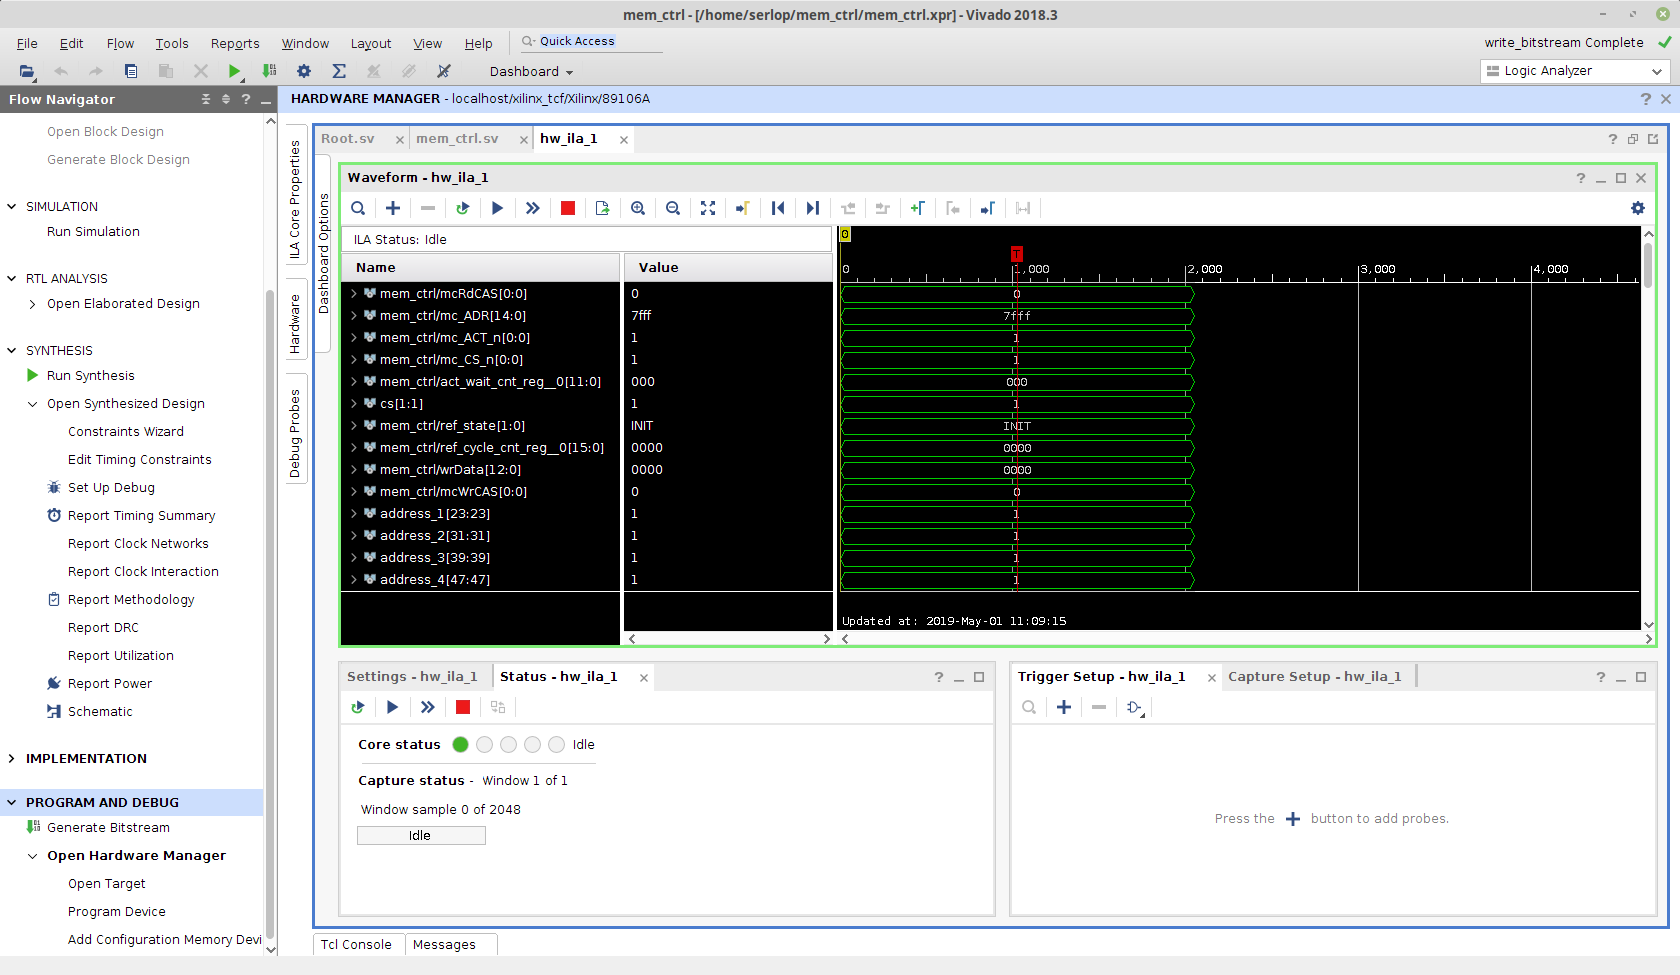 mem_ctrl - [/home/serlop/mem_ctrl/mem_ctrl.xpr] - Vivado 2018.3
File Edit Flow Tools Reports Window Layout View Help Quick Access write_bitstream Complete
Dashboard Logic Analyzer
Flow Navigator
HARDWARE MANAGER - localhost/xilinx_tcf/Xilinx/89106A
Open Block Design
Generate Block Design
SIMULATION
Run Simulation
RTL ANALYSIS
Open Elaborated Design
SYNTHESIS
Run Synthesis
Open Synthesized Design
Constraints Wizard
Edit Timing Constraints
Set Up Debug
Report Timing Summary
Report Clock Networks
Report Clock Interaction
Report Methodology
Report DRC
Report Utilization
Report Power
Schematic
IMPLEMENTATION
PROGRAM AND DEBUG
Generate Bitstream
Open Hardware Manager
Open Target
Program Device
Add Configuration Memory Devi
ILA Core Properties
Hardware
Debug Probes
Dashboard Options
Root.sv mem_ctrl.sv hw_ila_1
Waveform - hw_ila_1
ILA Status: Idle
Name Value
0
T
0 1,000 2,000 3,000 4,000
mem_ctrl/mcRdCAS[0:0] 0 0
mem_ctrl/mc_ADR[14:0] 7fff 7fff
mem_ctrl/mc_ACT_n[0:0] 1 1
mem_ctrl/mc_CS_n[0:0] 1 1
mem_ctrl/act_wait_cnt_reg__0[11:0] 000 000
cs[1:1] 1 1
mem_ctrl/ref_state[1:0] INIT INIT
mem_ctrl/ref_cycle_cnt_reg__0[15:0] 0000 0000
mem_ctrl/wrData[12:0] 0000 0000
mem_ctrl/mcWrCAS[0:0] 0 0
address_1[23:23] 1 1
address_2[31:31] 1 1
address_3[39:39] 1 1
address_4[47:47] 1 1
Updated at: 2019-May-01 11:09:15
Settings - hw_ila_1 Status - hw_ila_1
Core status Idle
Capture status - Window 1 of 1
Window sample 0 of 2048
Idle
Trigger Setup - hw_ila_1 Capture Setup - hw_ila_1
Press the + button to add probes.
Tcl Console Messages